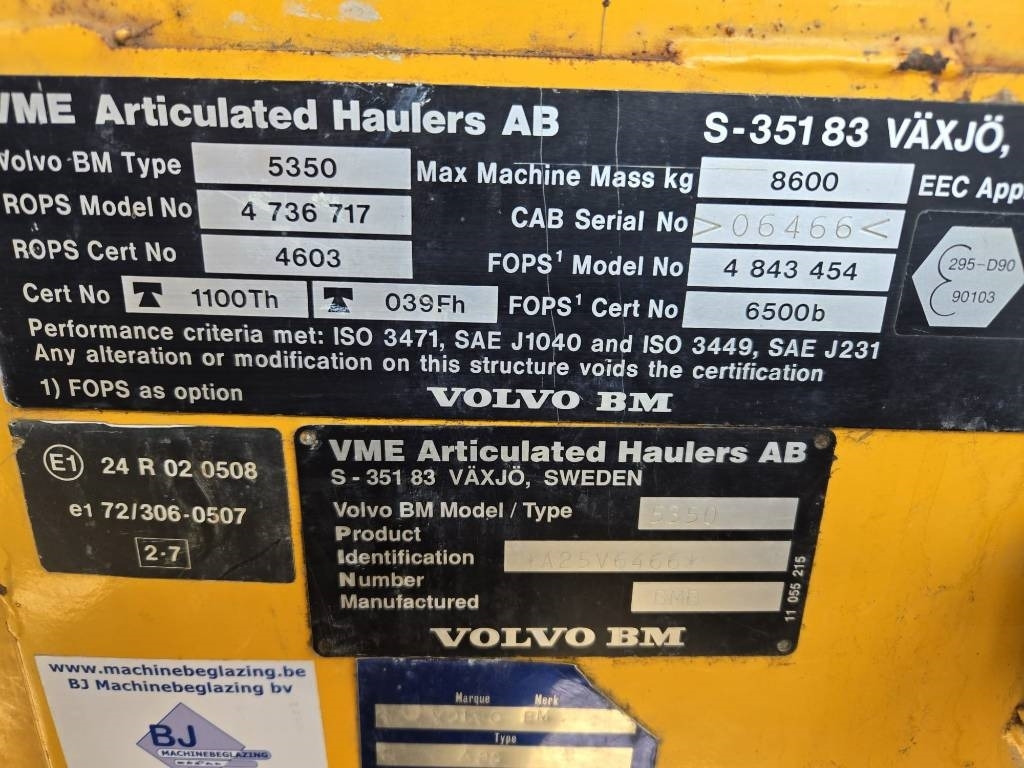 VME Articulated Haulers AB S-351 83 VÄXJÖ,
Volvo BM Type 5350 Max Machine Mass kg 8600 EEC App
ROPS Model No 4 736 717 CAB Serial No >06466<
ROPS Cert No 4603 FOPS¹ Model No 4 843 454
295-D90
90103
Cert No 1100Th 039Fh FOPS¹ Cert No 6500b
Performance criteria met: ISO 3471, SAE J1040 and ISO 3449, SAE J231
Any alteration or modification on this structure voids the certification
1) FOPS as option
VOLVO BM
E1 24 R 02 0508
e1 72/306-0507
2·7
VME Articulated Haulers AB
S-351 83 VÄXJÖ, SWEDEN
Volvo BM Model / Type 5350
Product
Identification *A25V6466*
Number
Manufactured
11 055 215
VOLVO BM
www.machinebeglazing.be
BJ Machinebeglazing bv
BJ
MACHINEBEGLAZING
Marque Merk
VOLVO BM
Type